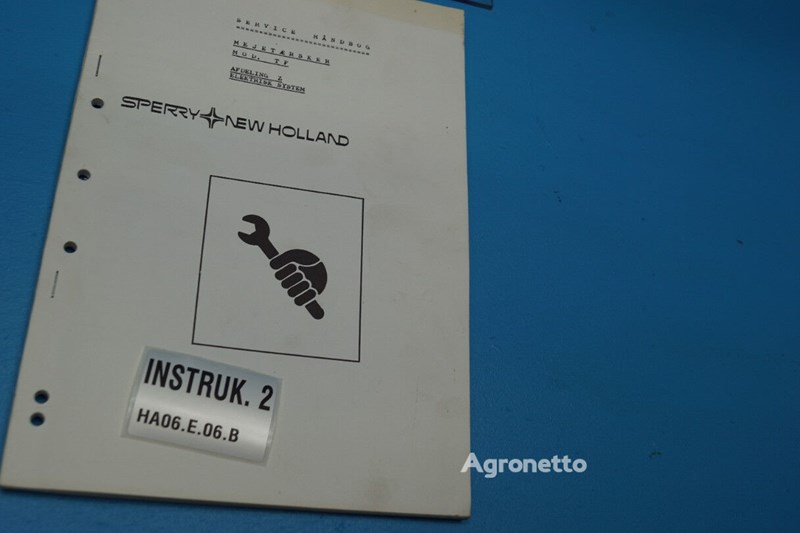 SERVICE HÅNDBOG
MEJETÆRSKER
MOD. TF
AFDELING 2
ELEKTRISK SYSTEM
SPERRY NEW HOLLAND
INSTRUK. 2
HA06.E.06.B
Agronetto